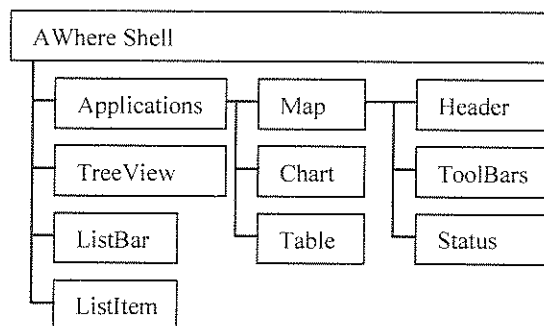 AWhere Shell
Applications
Map
Header
TreeView
Chart
ToolBars
ListBar
Table
Status
ListItem